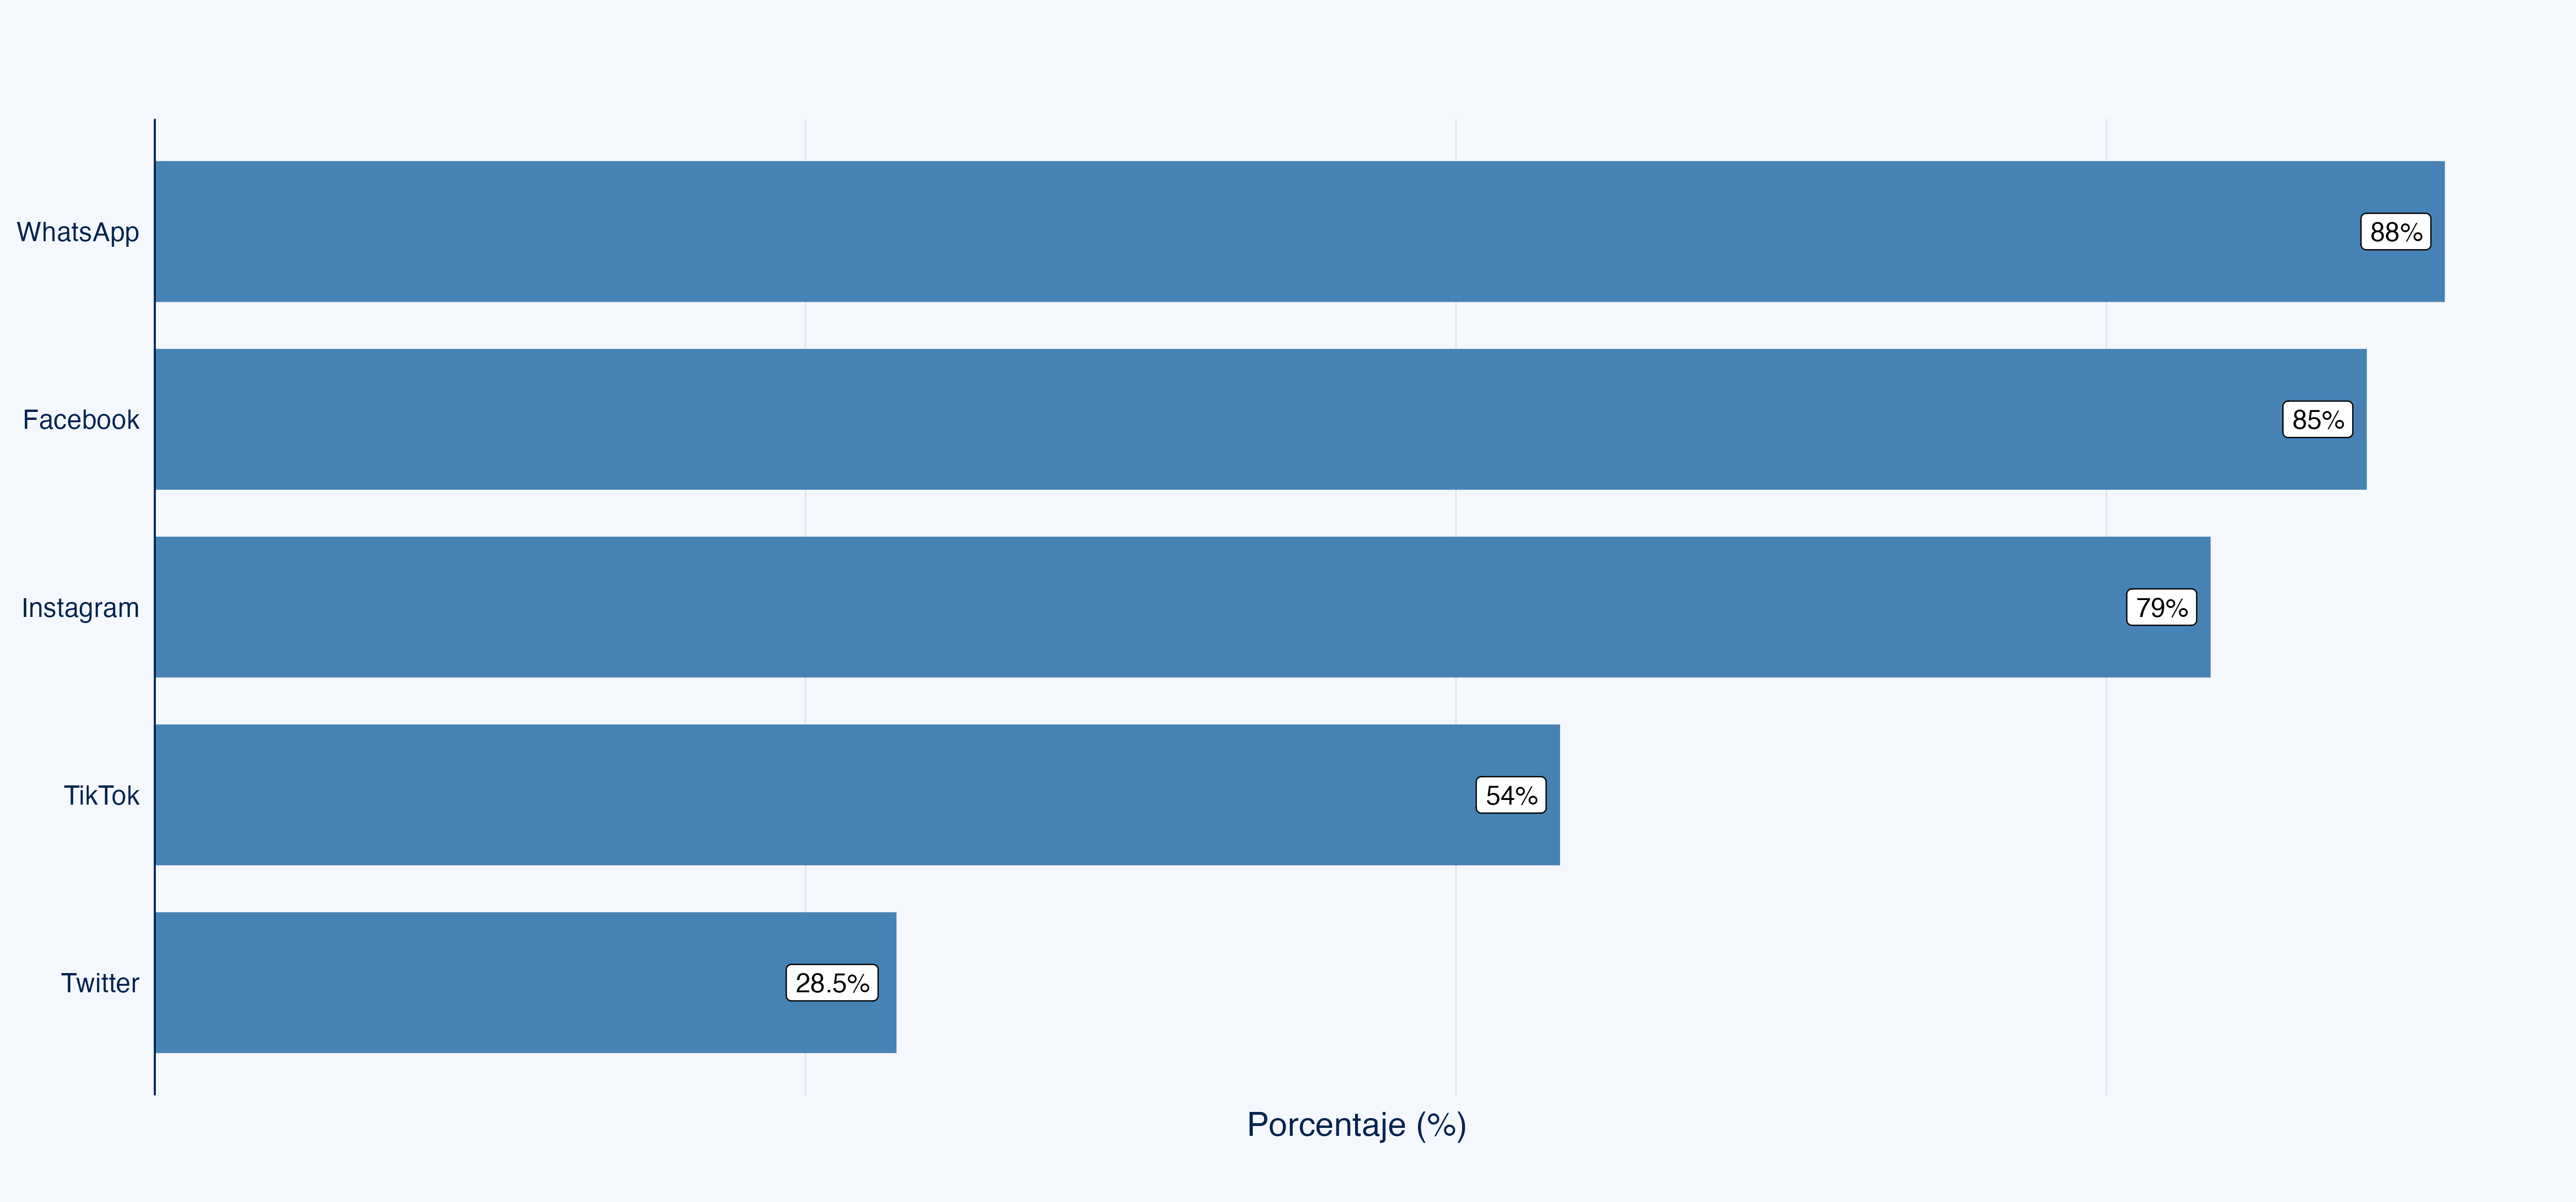 WhatsApp 88%
Facebook 85%
Instagram 79%
TikTok 54%
Twitter 28.5%
Porcentaje (%)